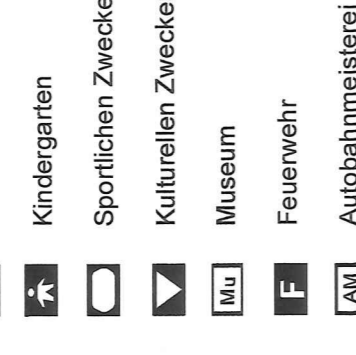 Kindergarten
Sportlichen Zwecke
Kulturellen Zwecke
Mu Museum
F Feuerwehr
AM Autobahnmeisterei